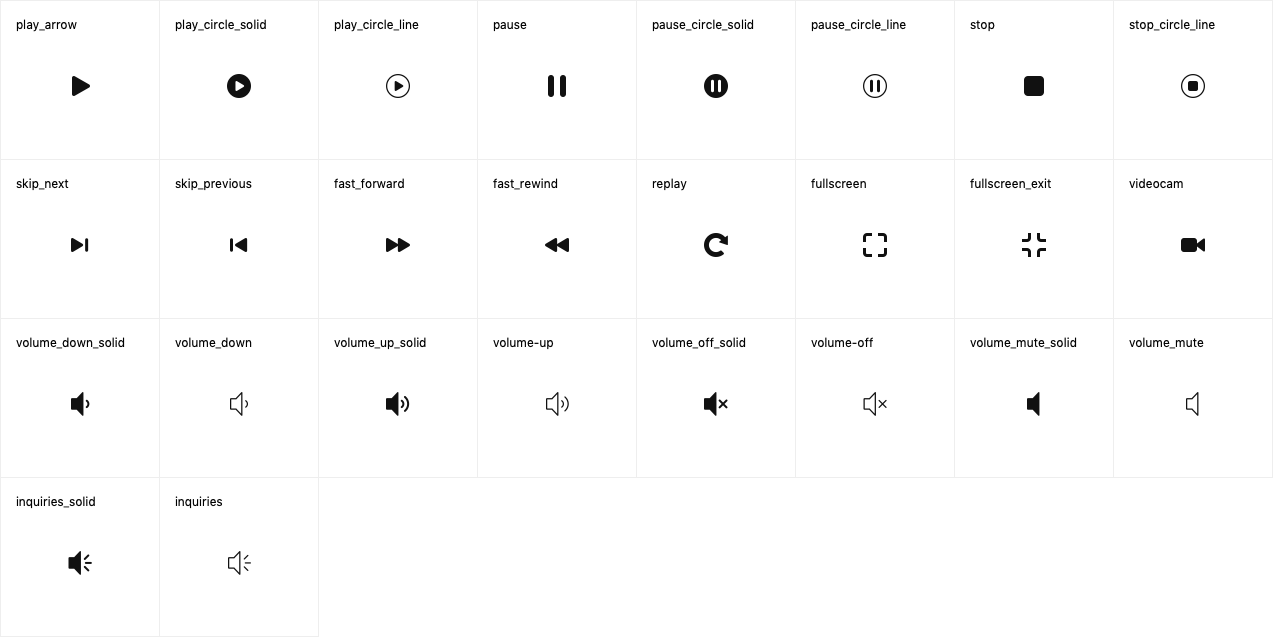 play_arrow
play_circle_solid
play_circle_line
pause
pause_circle_solid
pause_circle_line
stop
stop_circle_line
skip_next
skip_previous
fast_forward
fast_rewind
replay
fullscreen
fullscreen_exit
videocam
volume_down_solid
volume_down
volume_up_solid
volume-up
volume_off_solid
volume-off
volume_mute_solid
volume_mute
inquiries_solid
inquiries